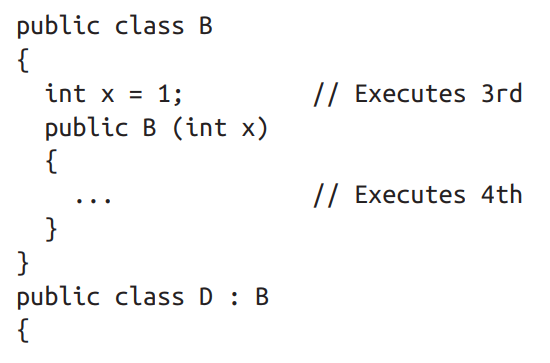 public class B
{
  int x = 1;         // Executes 3rd
  public B (int x)
  {
    ...              // Executes 4th
  }
}
public class D : B
{